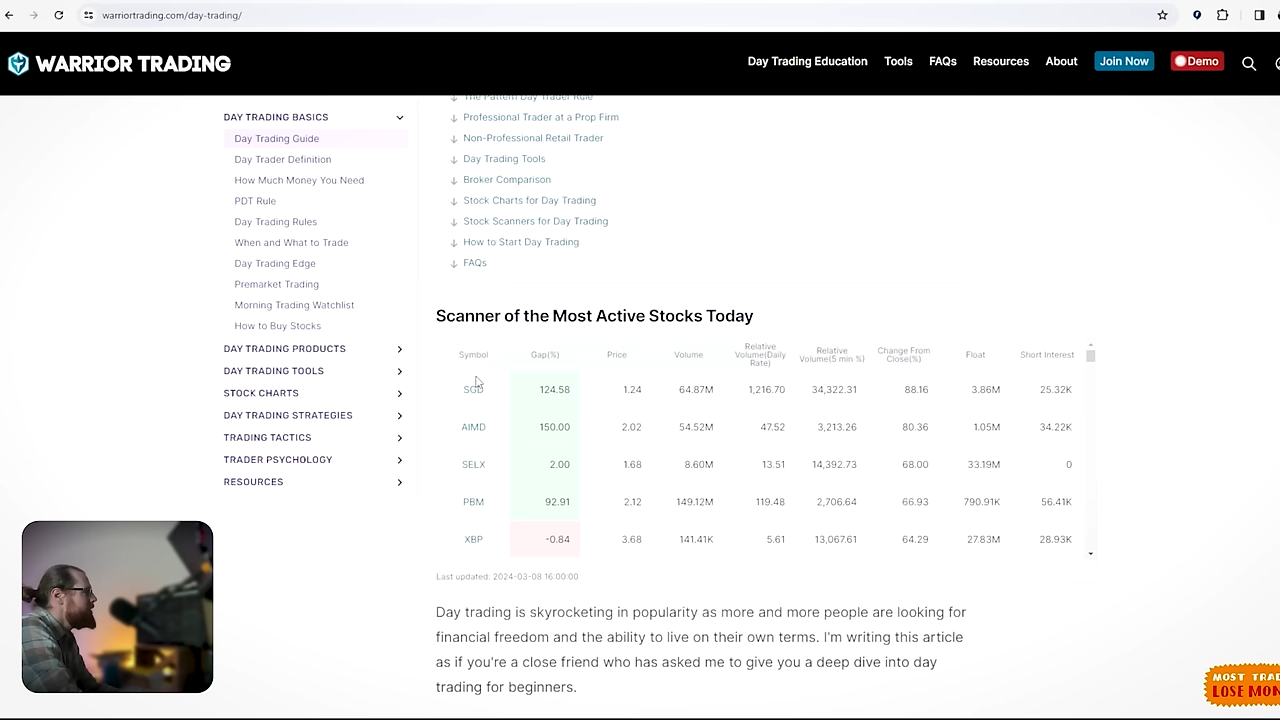 warriortrading.com/day-trading/
WARRIOR TRADING
Day Trading Education Tools FAQs Resources About Join Now Demo
DAY TRADING BASICS
Day Trading Guide
Day Trader Definition
How Much Money You Need
PDT Rule
Day Trading Rules
When and What to Trade
Day Trading Edge
Premarket Trading
Morning Trading Watchlist
How to Buy Stocks
DAY TRADING PRODUCTS
DAY TRADING TOOLS
STOCK CHARTS
DAY TRADING STRATEGIES
TRADING TACTICS
TRADER PSYCHOLOGY
RESOURCES
The Pattern Day Trader Rule
Professional Trader at a Prop Firm
Non-Professional Retail Trader
Day Trading Tools
Broker Comparison
Stock Charts for Day Trading
Stock Scanners for Day Trading
How to Start Day Trading
FAQs
Scanner of the Most Active Stocks Today
Symbol Gap(%) Price Volume Relative Volume(Daily Rate) Relative Volume(5 min %) Change From Close(%) Float Short Interest
SGD 124.58 1.24 64.87M 1,216.70 34,322.31 88.16 3.86M 25.32K
AIMD 150.00 2.02 54.52M 47.52 3,213.26 80.36 1.05M 34.22K
SELX 2.00 1.68 8.60M 13.51 14,392.73 68.00 33.19M 0
PBM 92.91 2.12 149.12M 119.48 2,706.64 66.93 790.91K 56.41K
XBP -0.84 3.68 141.41K 5.61 13,067.61 64.29 27.83M 28.93K
Last updated: 2024-03-08 16:00:00
Day trading is skyrocketing in popularity as more and more people are looking for
financial freedom and the ability to live on their own terms. I'm writing this article
as if you're a close friend who has asked me to give you a deep dive into day
trading for beginners.
MOST TRAD
LOSE MON